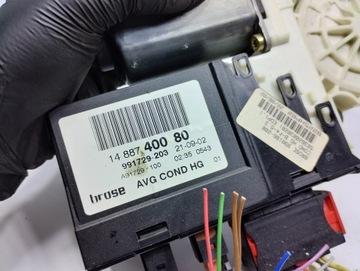 14 887 400 80
991729-203 21-09-02
A91729-100 02:35 0543
brose AVG COND HG 01